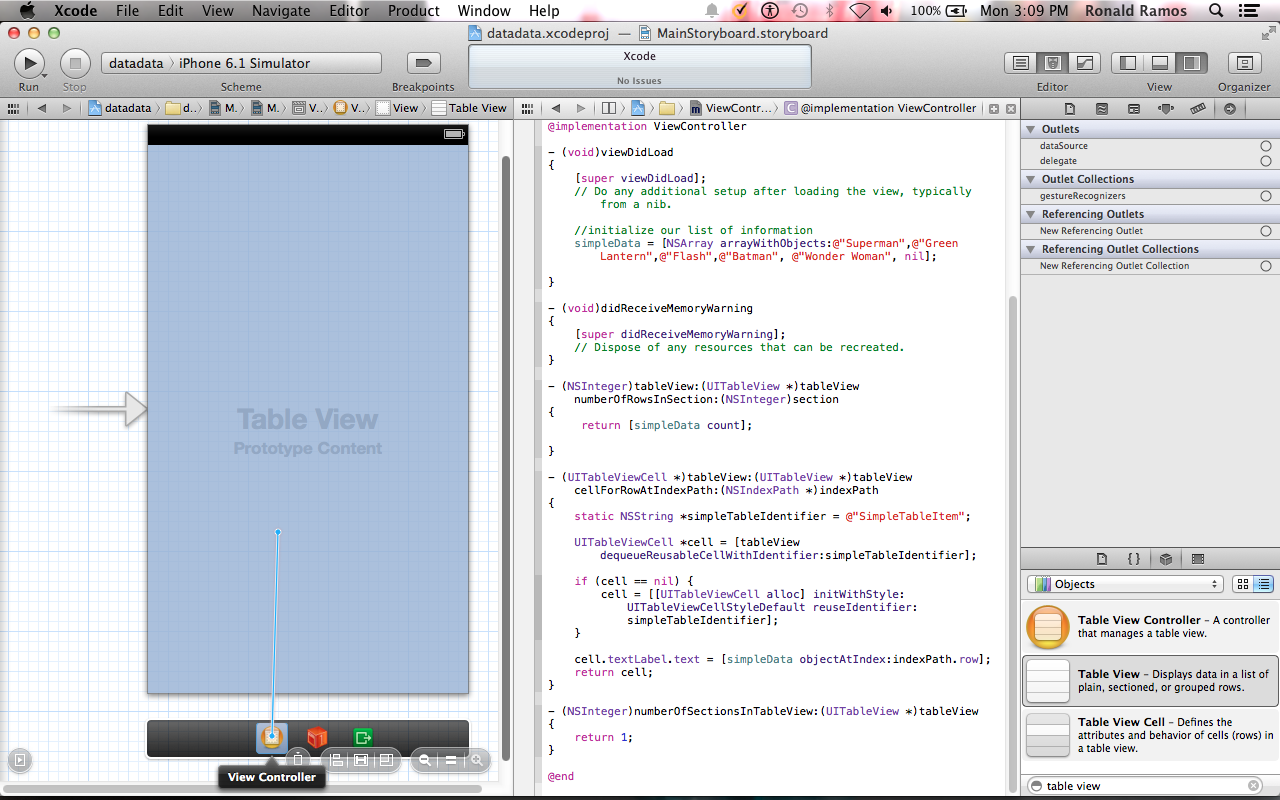 Xcode File Edit View Navigate Editor Product Window Help 100% Mon 3:09 PM Ronald Ramos
datadata.xcodeproj — MainStoryboard.storyboard
datadata 〉 iPhone 6.1 Simulator
Xcode
No Issues
Run Stop Scheme Breakpoints Editor View Organizer
datadata d... M... M... V... V... View Table View
ViewContr... C @implementation ViewController
Table View
Prototype Content
View Controller
@implementation ViewController
- (void)viewDidLoad
{
[super viewDidLoad];
// Do any additional setup after loading the view, typically
from a nib.
//initialize our list of information
simpleData = [NSArray arrayWithObjects:@"Superman",@"Green
Lantern",@"Flash",@"Batman", @"Wonder Woman", nil];
}
- (void)didReceiveMemoryWarning
{
[super didReceiveMemoryWarning];
// Dispose of any resources that can be recreated.
}
- (NSInteger)tableView:(UITableView *)tableView
numberOfRowsInSection:(NSInteger)section
{
return [simpleData count];
}
- (UITableViewCell *)tableView:(UITableView *)tableView
cellForRowAtIndexPath:(NSIndexPath *)indexPath
{
static NSString *simpleTableIdentifier = @"SimpleTableItem";
UITableViewCell *cell = [tableView
dequeueReusableCellWithIdentifier:simpleTableIdentifier];
if (cell == nil) {
cell = [[UITableViewCell alloc] initWithStyle:
UITableViewCellStyleDefault reuseIdentifier:
simpleTableIdentifier];
}
cell.textLabel.text = [simpleData objectAtIndex:indexPath.row];
return cell;
}
- (NSInteger)numberOfSectionsInTableView:(UITableView *)tableView
{
return 1;
}
@end
Outlets
dataSource
delegate
Outlet Collections
gestureRecognizers
Referencing Outlets
New Referencing Outlet
Referencing Outlet Collections
New Referencing Outlet Collection
{}
Objects
Table View Controller – A controller
that manages a table view.
Table View – Displays data in a list of
plain, sectioned, or grouped rows.
Table View Cell – Defines the
attributes and behavior of cells (rows) in
a table view.
table view